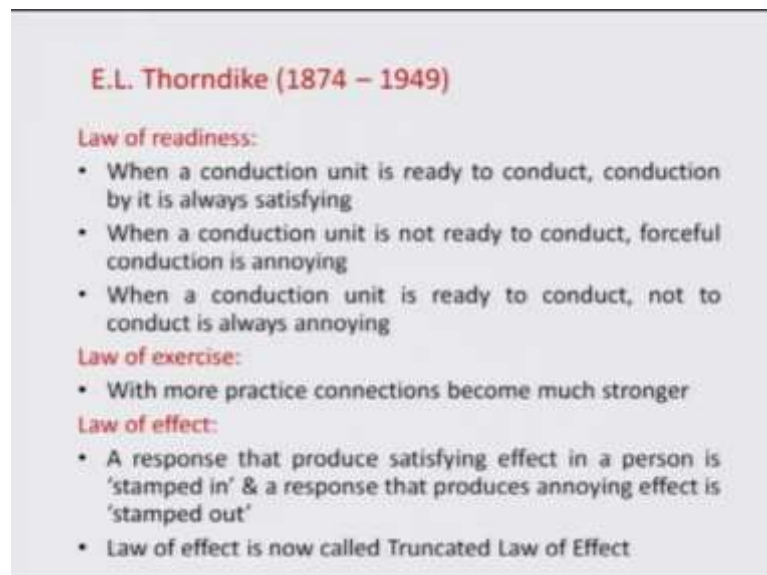 E.L. Thorndike (1874 – 1949)
Law of readiness:
• When a conduction unit is ready to conduct, conduction
by it is always satisfying
• When a conduction unit is not ready to conduct, forceful
conduction is annoying
• When a conduction unit is ready to conduct, not to
conduct is always annoying
Law of exercise:
• With more practice connections become much stronger
Law of effect:
• A response that produce satisfying effect in a person is
'stamped in' & a response that produces annoying effect is
'stamped out'
• Law of effect is now called Truncated Law of Effect